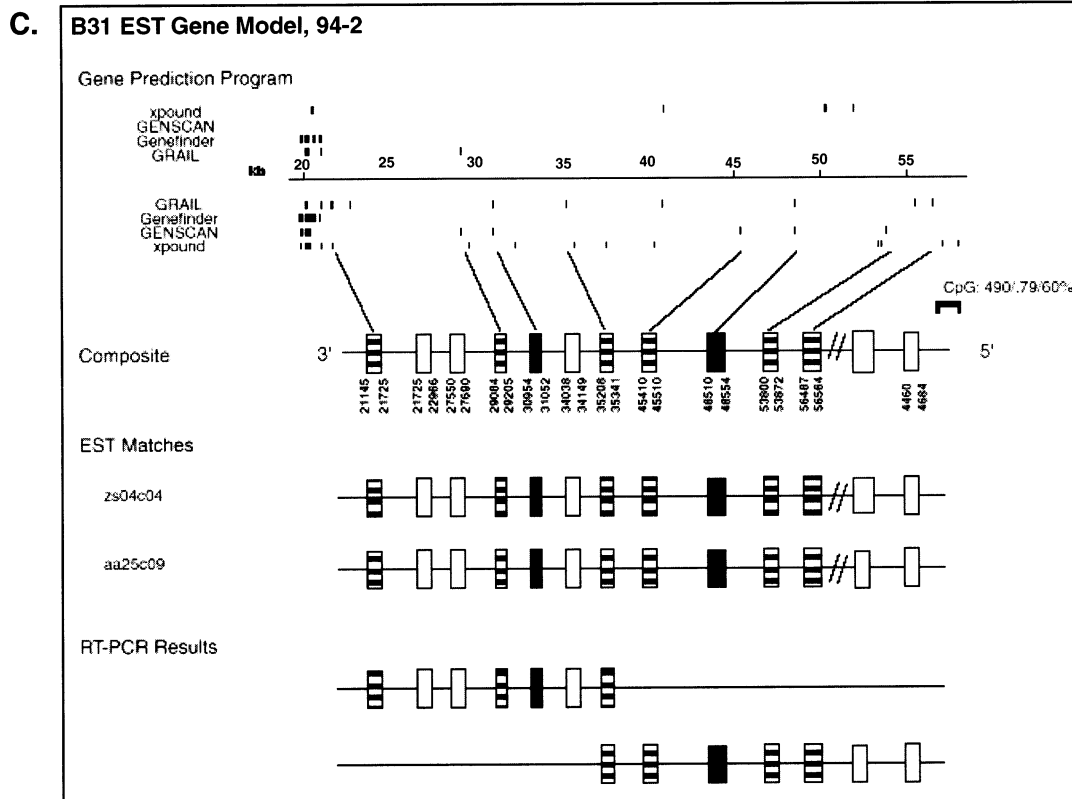 C.
B31 EST Gene Model, 94-2
Gene Prediction Program
xpound
GENSCAN
Genefinder
GRAIL
kb 20 25 30 35 40 45 50 55
GRAIL
Genefinder
GENSCAN
xpound
CpG: 490/.79/60%
Composite 3' 5'
21145 21725 21725 22966 27550 27690 29084 29205 30954 31052 34038 34149 35208 35341 45410 45510 48510 48554 53800 53872 56487 56584 4460 4684
EST Matches
zs04c04
aa25c09
RT-PCR Results